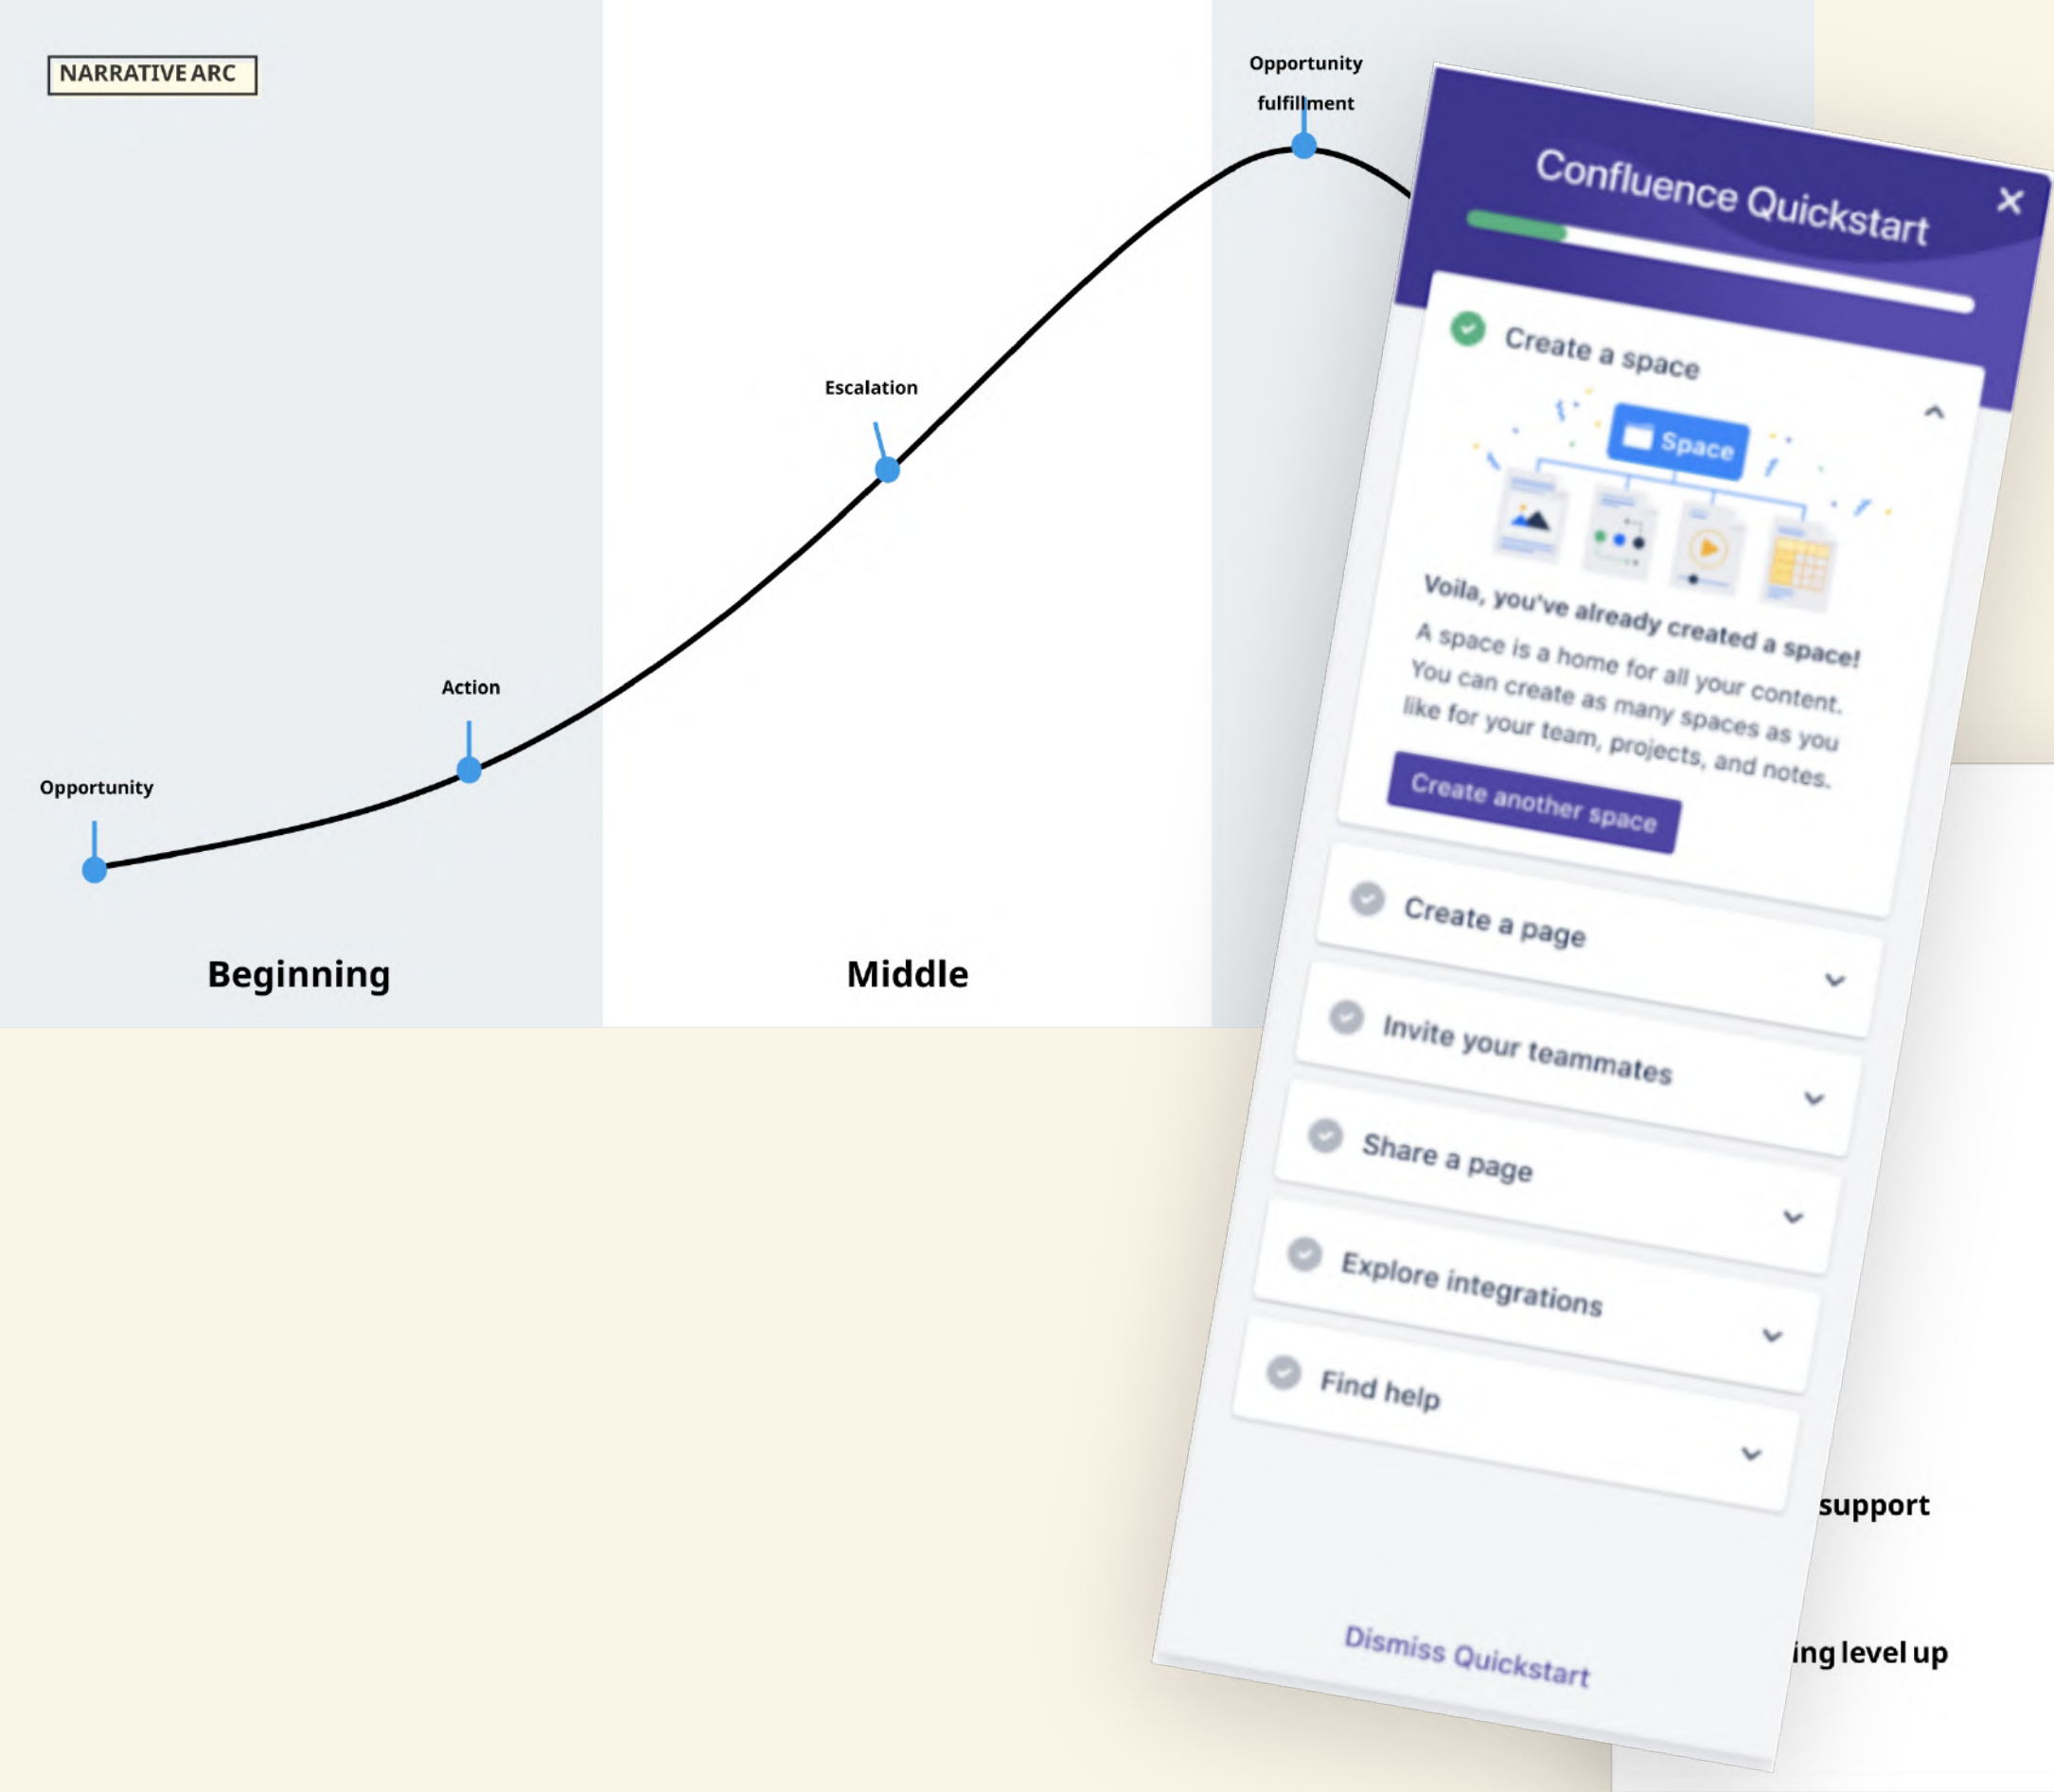 NARRATIVE ARC
Opportunity
fulfillment
Escalation
Action
Opportunity
Beginning
Middle
Confluence Quickstart
Create a space
Space
Voila, you've already created a space!
A space is a home for all your content.
You can create as many spaces as you
like for your team, projects, and notes.
Create another space
Create a page
Invite your teammates
Share a page
Explore integrations
Find help
Dismiss Quickstart
support
ing level up